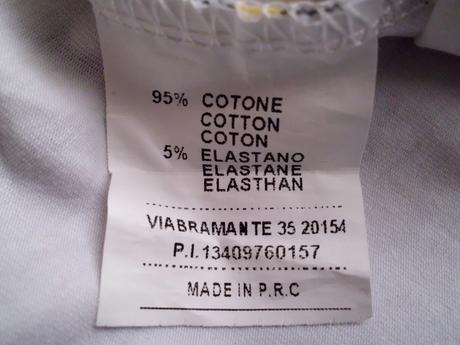 95% COTONE
COTTON
COTON
5% ELASTANO
ELASTANE
ELASTHAN
VIABRAMANTE 35 20154
P.I.13409760157
MADE IN P.R.C